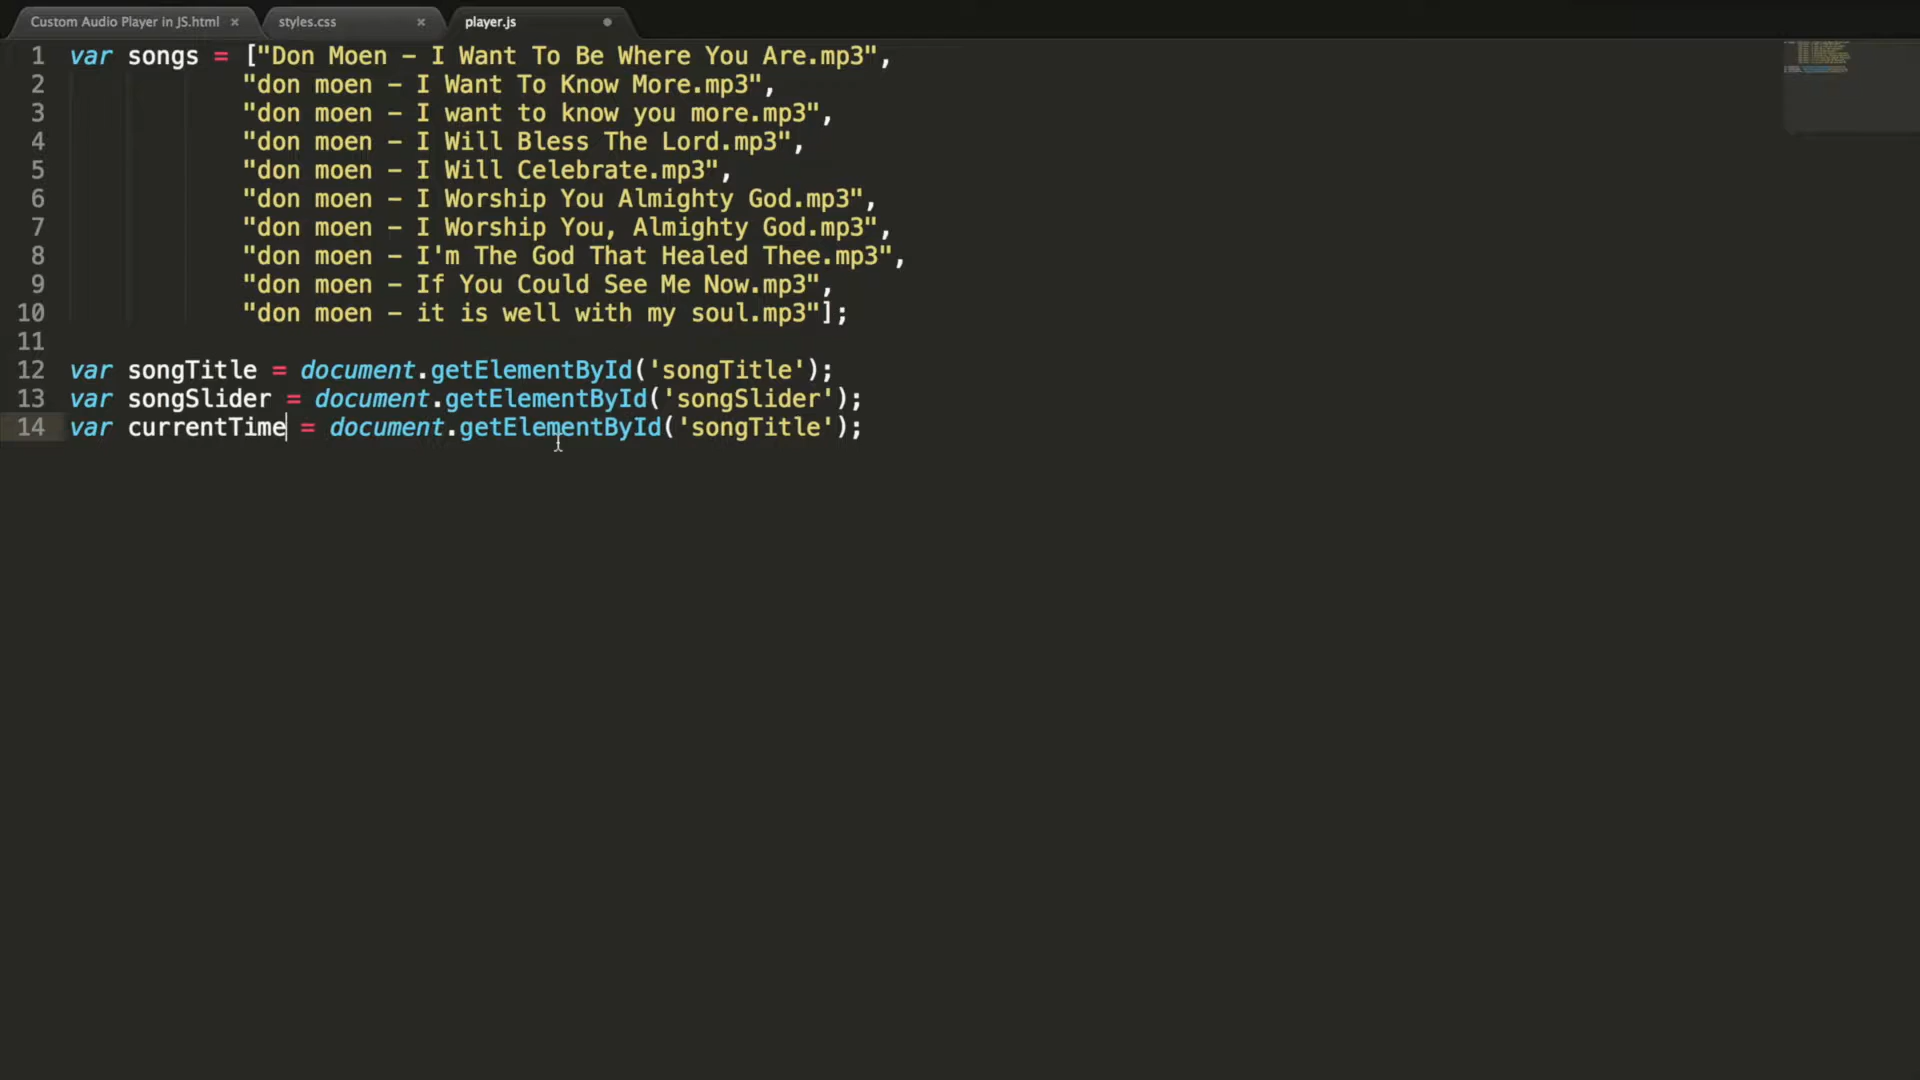 Custom Audio Player in JS.html × styles.css × player.js
1 var songs = ["Don Moen - I Want To Be Where You Are.mp3",
2 "don moen - I Want To Know More.mp3",
3 "don moen - I want to know you more.mp3",
4 "don moen - I Will Bless The Lord.mp3",
5 "don moen - I Will Celebrate.mp3",
6 "don moen - I Worship You Almighty God.mp3",
7 "don moen - I Worship You, Almighty God.mp3",
8 "don moen - I'm The God That Healed Thee.mp3",
9 "don moen - If You Could See Me Now.mp3",
10 "don moen - it is well with my soul.mp3"];
11
12 var songTitle = document.getElementById('songTitle');
13 var songSlider = document.getElementById('songSlider');
14 var currentTime = document.getElementById('songTitle');